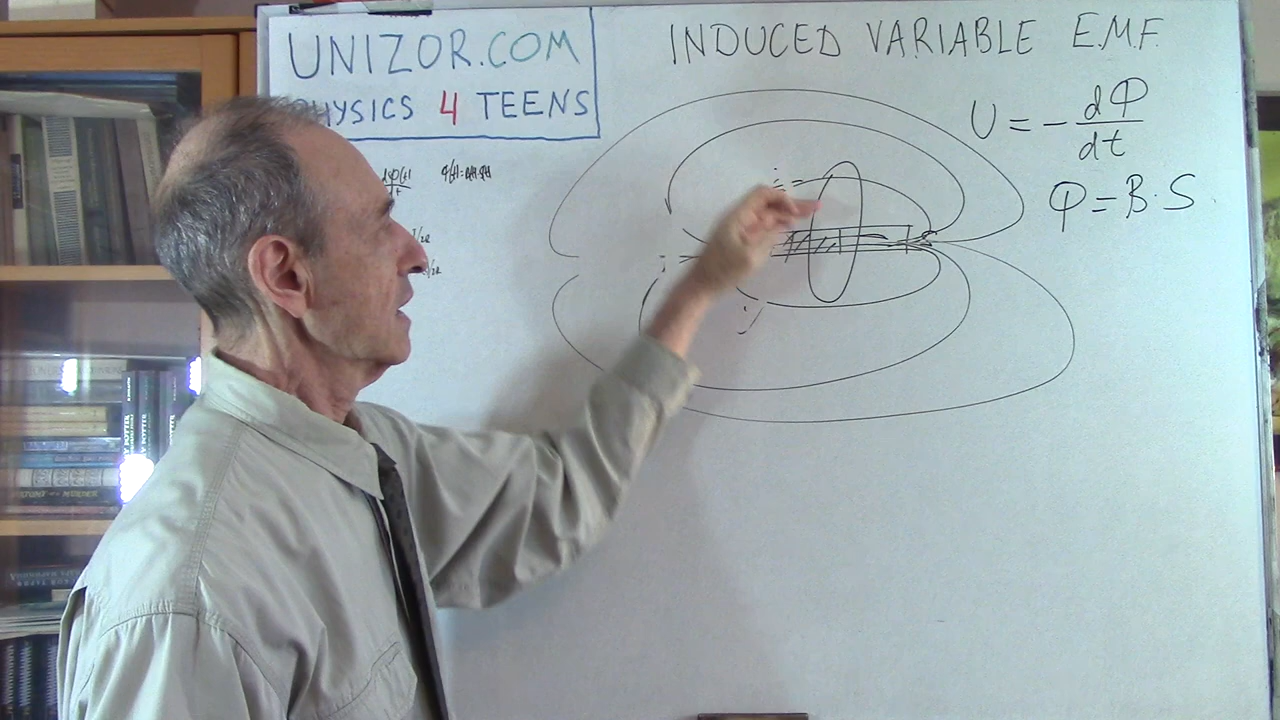 UNIZOR.COM
PHYSICS 4 TEENS
INDUCED VARIABLE E.M.F.
U = - dΦ
dt
Φ = B · S